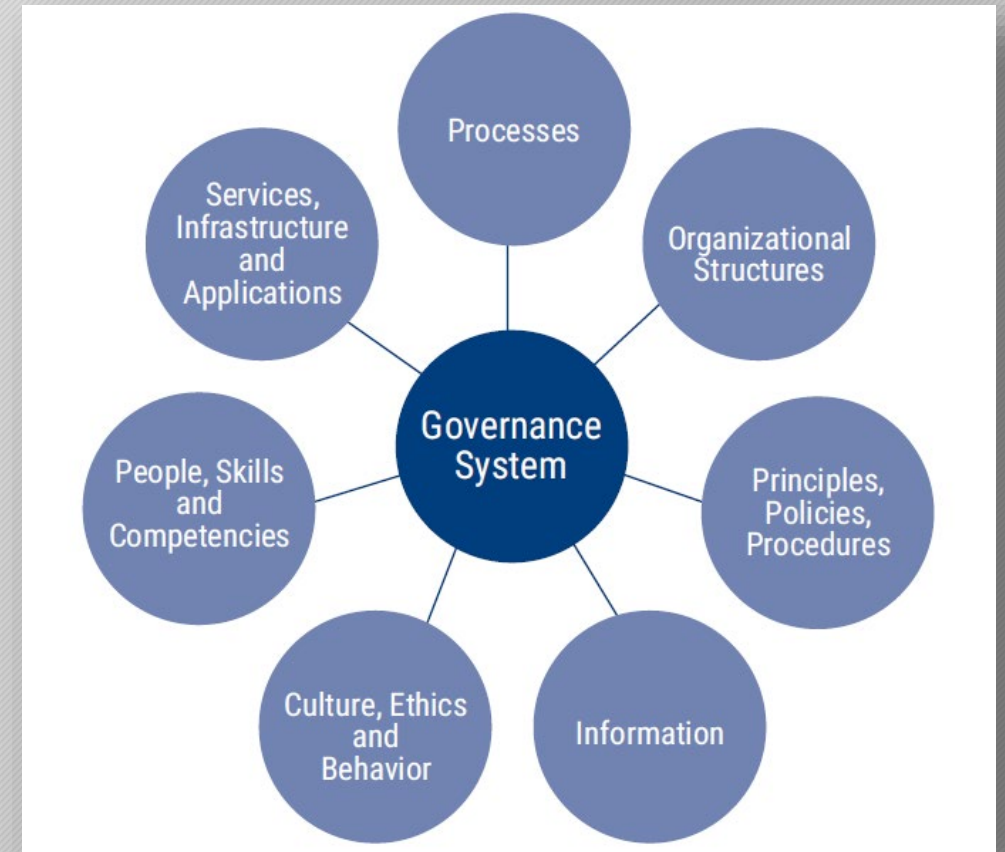 Processes
Organizational
Structures
Principles,
Policies,
Procedures
Information
Culture, Ethics
and
Behavior
People, Skills
and
Competencies
Services,
Infrastructure
and
Applications
Governance
System